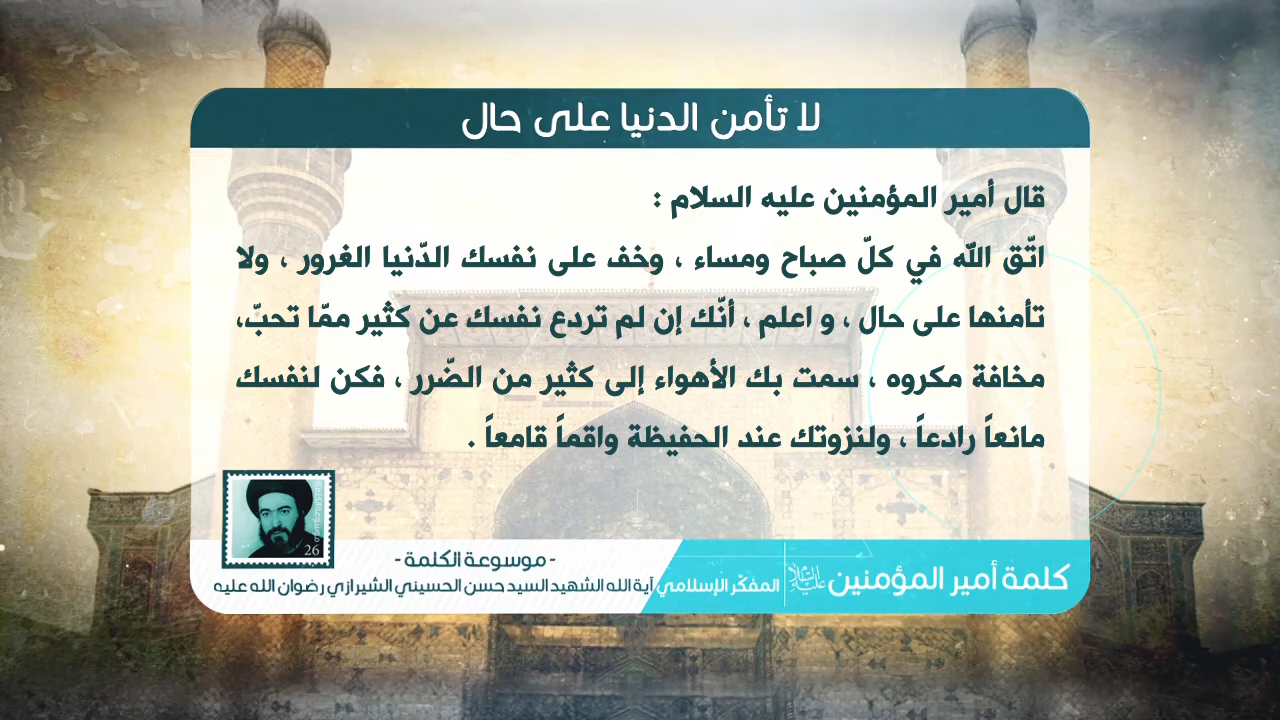 لا تأمن الدنيا على حال
قال أمير المؤمنين عليه السلام :
اتّق اللّه في كلّ صباح ومساء ، وخف على نفسك الدّنيا الغرور ، ولا
تأمنها على حال ، و اعلم ، أنّك إن لم تردع نفسك عن كثير ممّا تحبّ،
مخافة مكروه ، سمت بك الأهواء إلى كثير من الضّرر ، فكن لنفسك
مانعاً رادعاً ، ولنزوتك عند الحفيظة واقماً قامعاً .
26
كلمة أمير المؤمنين عليه السلام
- موسوعة الكلمة -
المفكّر الإسلامي آية الله الشهيد السيد حسن الحسيني الشيرازي رضوان الله عليه